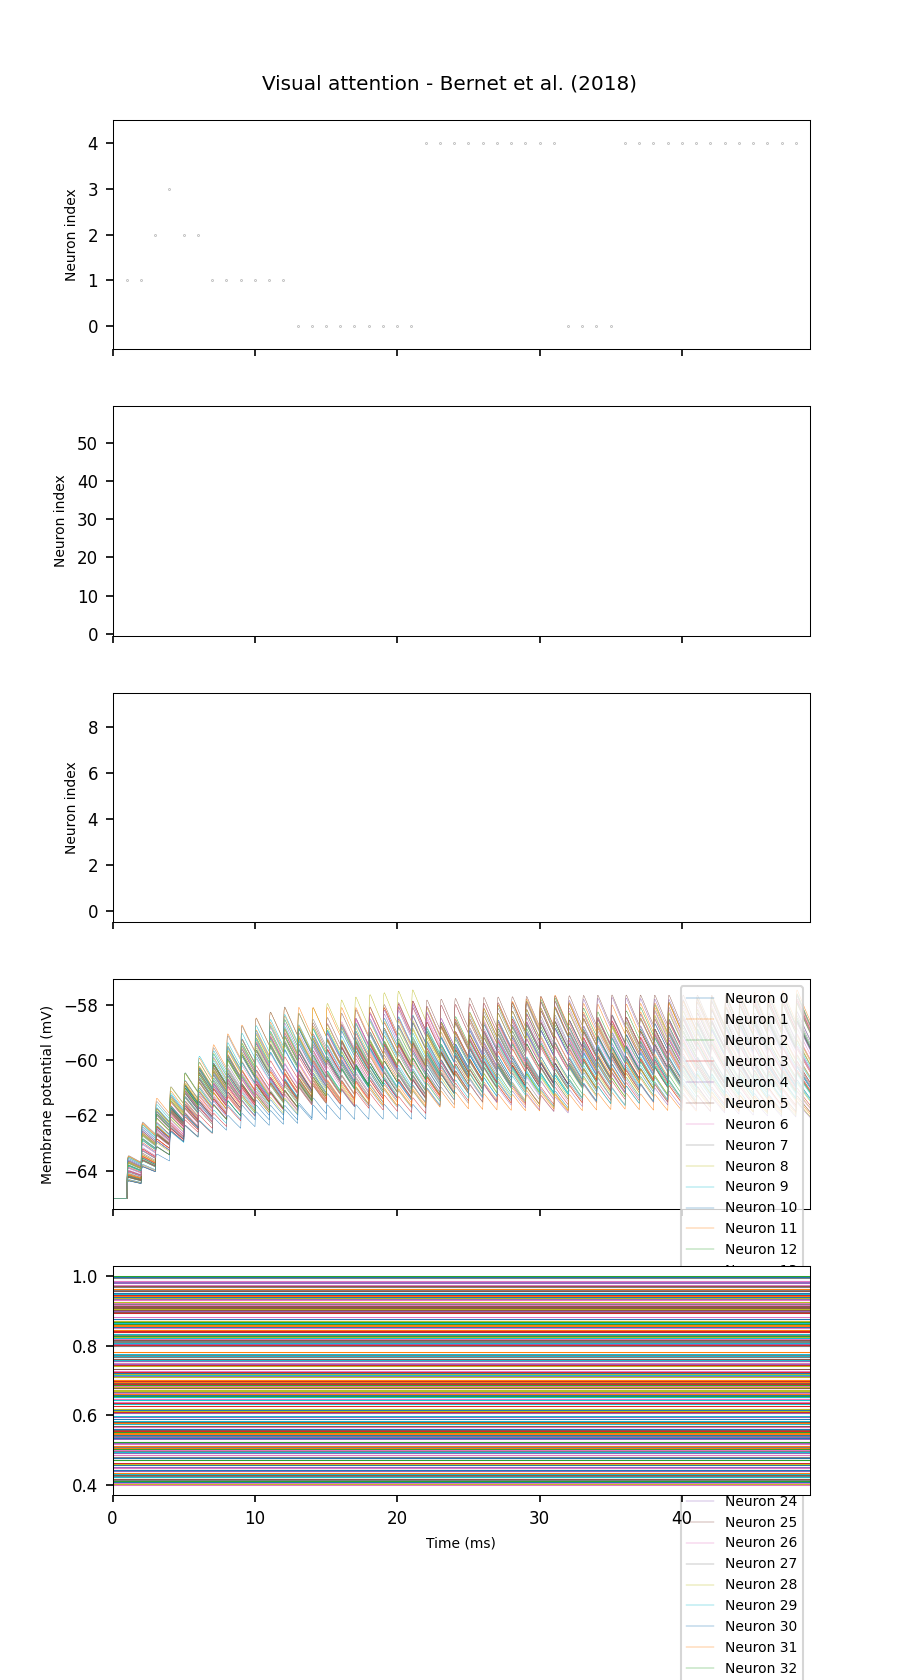 Visual attention - Bernet et al. (2018)
4
3
2
1
0
Neuron index
50
40
30
20
10
0
Neuron index
8
6
4
2
0
Neuron index
−58
−60
−62
−64
Membrane potential (mV)
Neuron 0
Neuron 1
Neuron 2
Neuron 3
Neuron 4
Neuron 5
Neuron 6
Neuron 7
Neuron 8
Neuron 9
Neuron 10
Neuron 11
Neuron 12
1.0
0.8
0.6
0.4
0 10 20 30 40
Time (ms)
Neuron 24
Neuron 25
Neuron 26
Neuron 27
Neuron 28
Neuron 29
Neuron 30
Neuron 31
Neuron 32